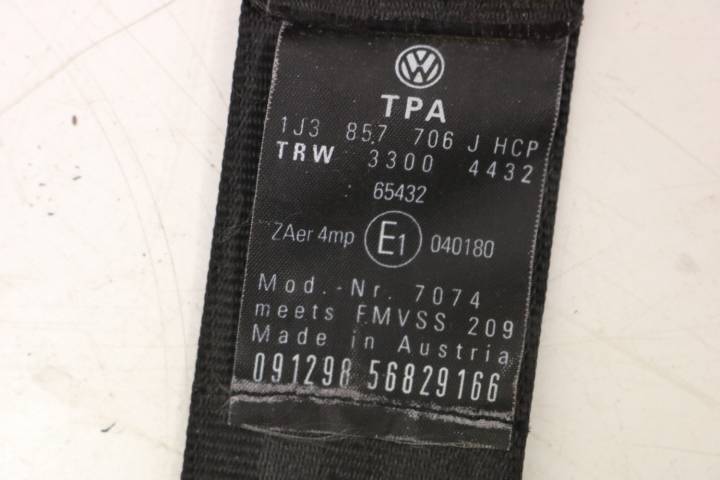 VW
TPA
1J3 857 706 J HCP
TRW 3300 4432
: 65432
ZAer 4mp E1 040180
Mod.-Nr. 7074
meets FMVSS 209
Made in Austria
091298 56829166